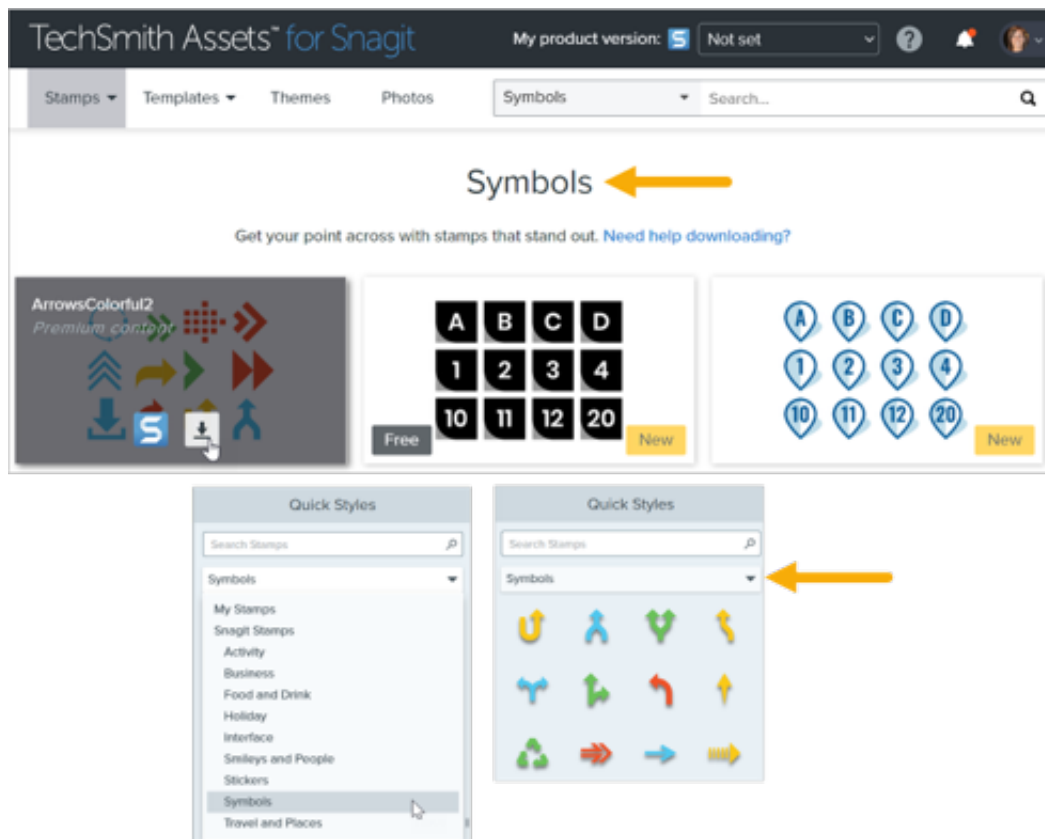 TechSmith Assets™ for Snagit
My product version: S Not set ?
Stamps Templates Themes Photos Symbols Search...
Symbols
Get your point across with stamps that stand out. Need help downloading?
ArrowsColorful2
Premium content
S
A B C D
1 2 3 4
10 11 12 20
Free New
A B C D
1 2 3 4
10 11 12 20
New
Quick Styles
Search Stamps
Symbols
My Stamps
Snagit Stamps
Activity
Business
Food and Drink
Holiday
Interface
Smileys and People
Stickers
Symbols
Travel and Places
Quick Styles
Search Stamps
Symbols